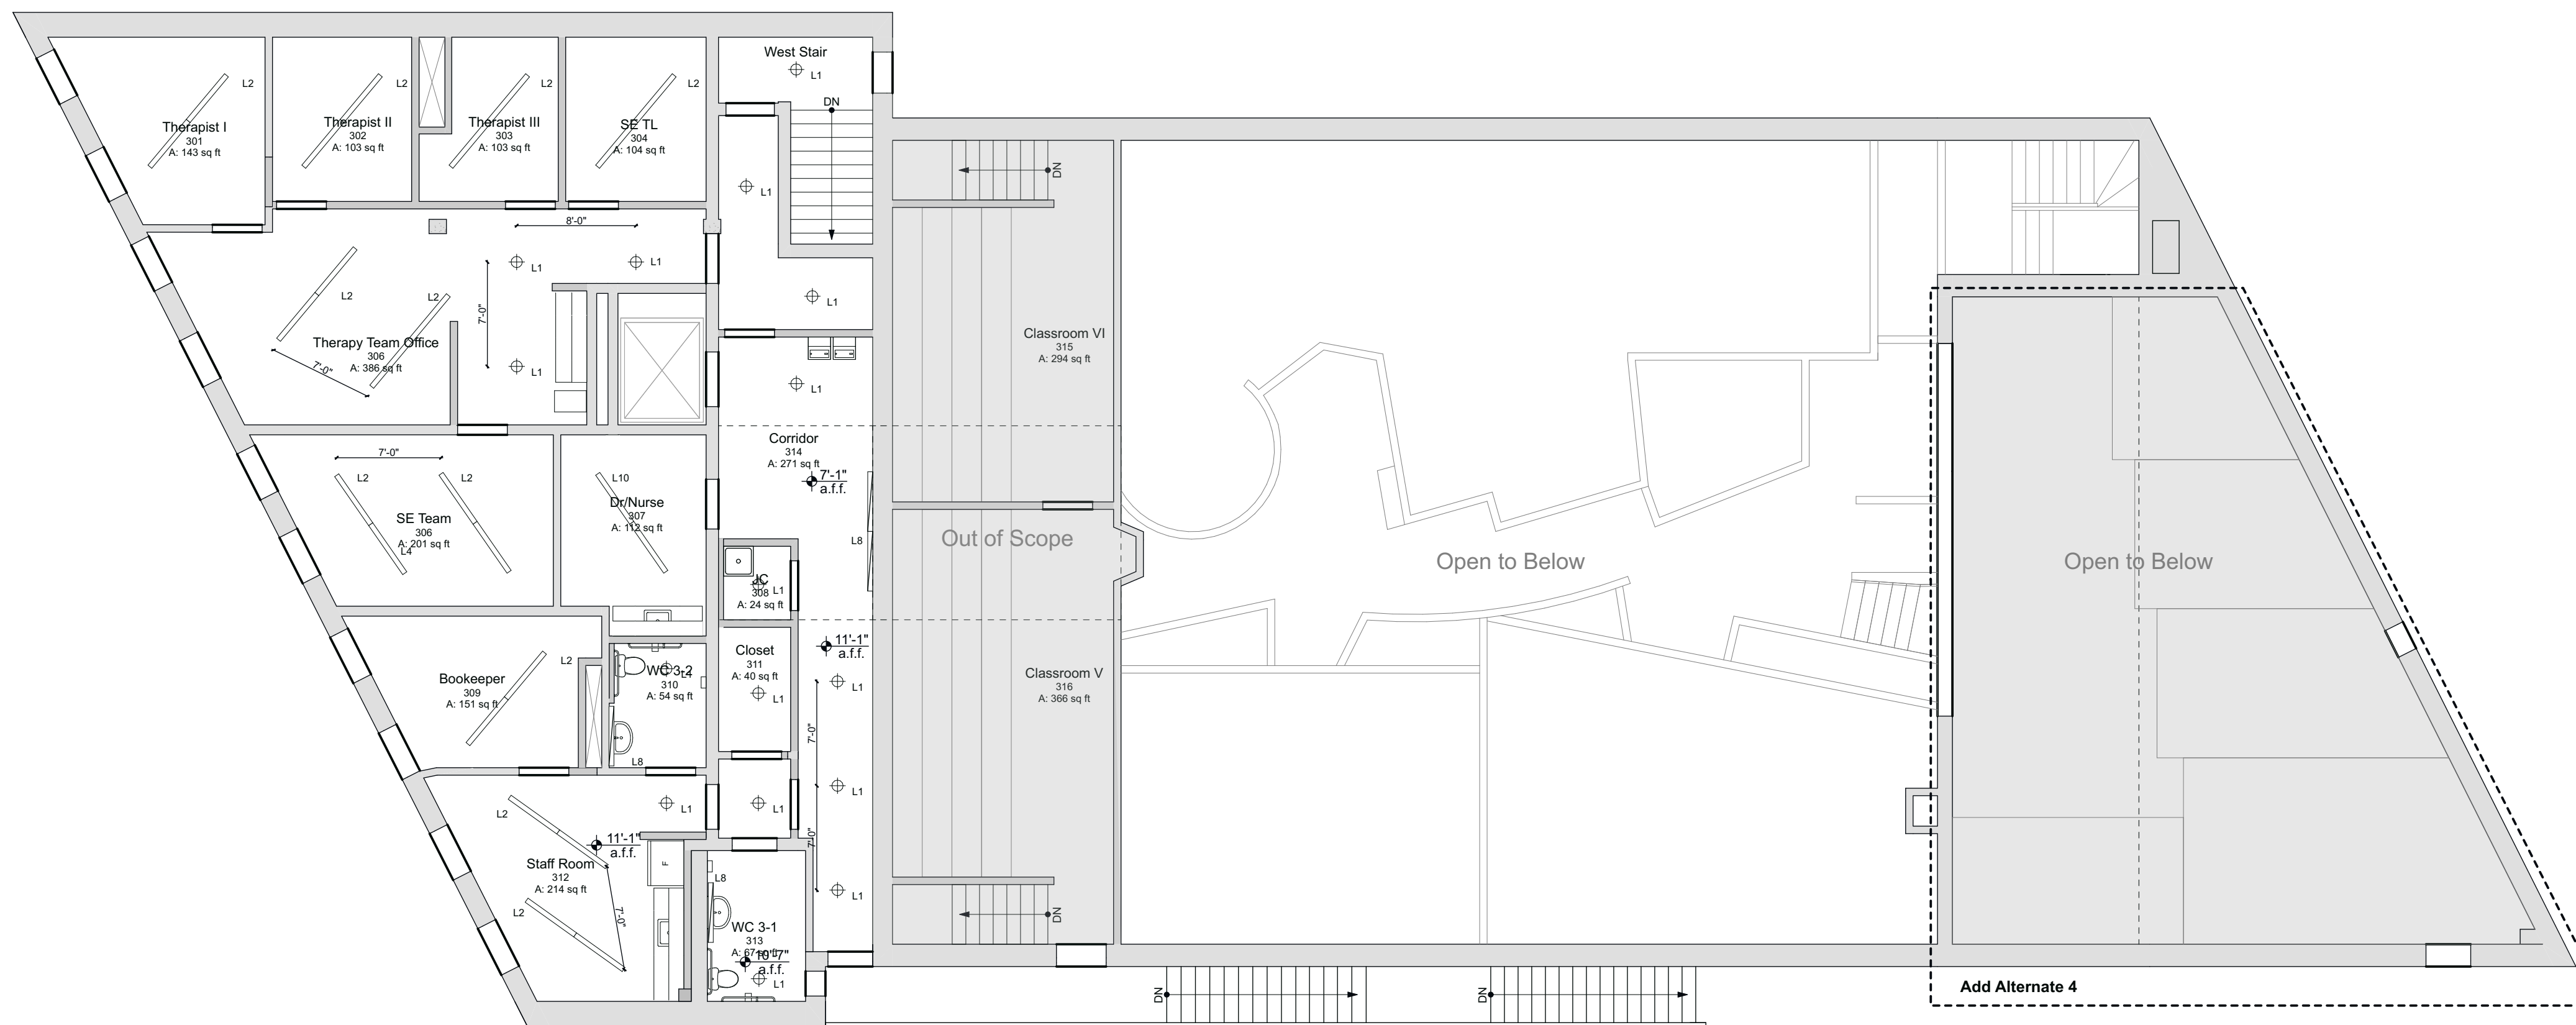 West Stair
L1
DN
L2
Therapist I
301
A: 143 sq ft
L2
Therapist II
302
A: 103 sq ft
L2
Therapist III
303
A: 103 sq ft
L2
SE TL
304
A: 104 sq ft
L1
DN
8'-0"
L1
L1
7'-0"
L1
L2
L2
Therapy Team Office
306
A: 386 sq ft
7'-0"
L1
L1
Classroom VI
315
A: 294 sq ft
Corridor
314
A: 271 sq ft
7'-1"
a.f.f.
7'-0"
L2
L2
SE Team
306
A: 201 sq ft
L4
L10
Dr/Nurse
307
A: 112 sq ft
L8
Out of Scope
Open to Below
Open to Below
JC
308
A: 24 sq ft
L1
11'-1"
a.f.f.
Closet
311
A: 40 sq ft
L1
L1
L2
Bookeeper
309
A: 151 sq ft
WC 3-2
310
A: 54 sq ft
L1
L8
Classroom V
316
A: 366 sq ft
7'-0"
L1
L1
L1
7'-0"
L1
L2
11'-1"
a.f.f.
Staff Room
312
A: 214 sq ft
L2
7'-0"
F
L8
WC 3-1
313
A: 67 sq ft
10'-7"
a.f.f.
L1
DN
DN
DN
Add Alternate 4